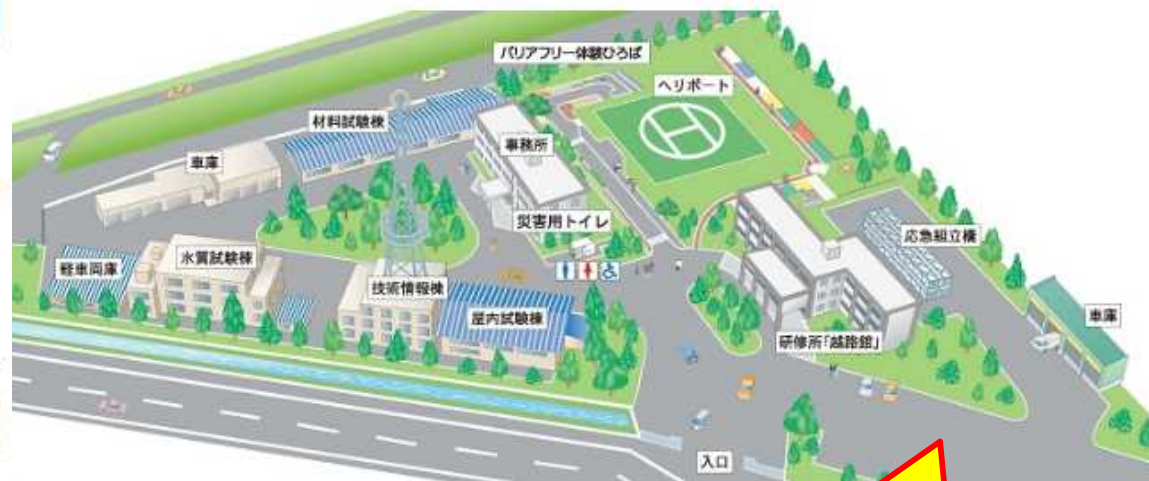 バリアフリー体験ひろば
ヘリポート
材料試験棟
事務所
車庫
災害用トイレ
応急組立橋
水質試験棟
軽車両庫
技術情報棟
屋内試験棟
車庫
研修所「越路館」
入口